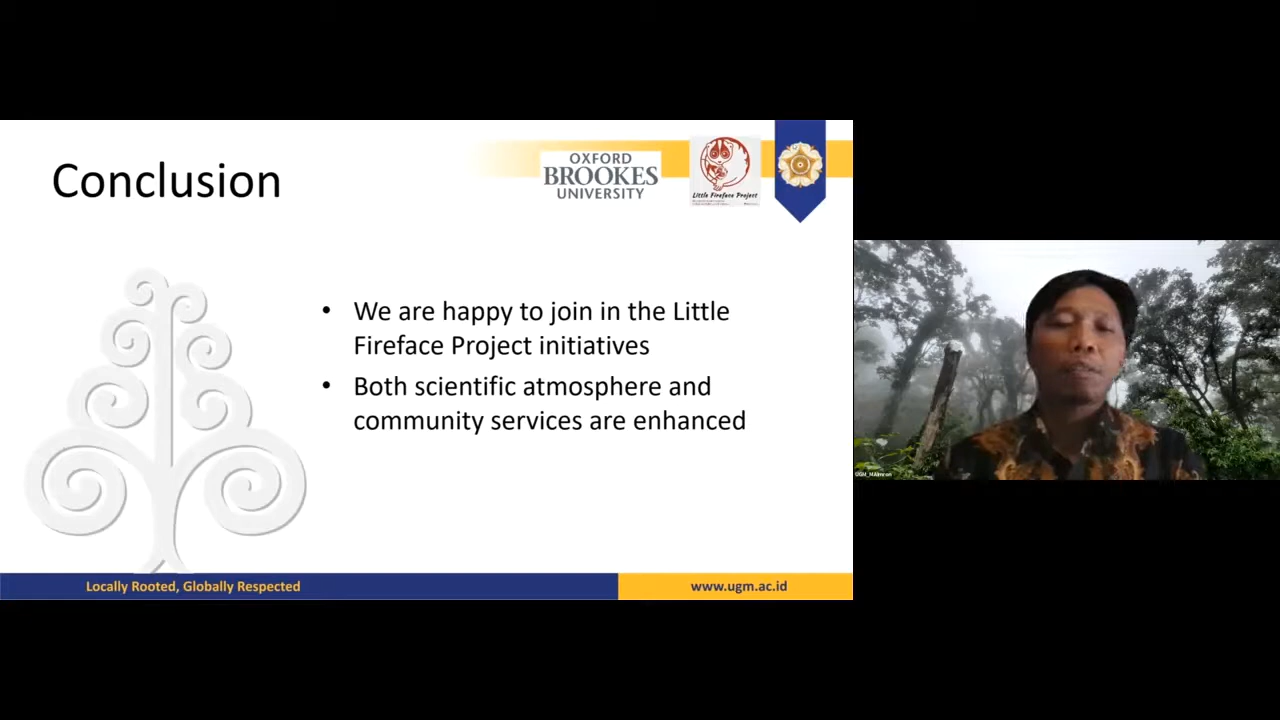 Conclusion
OXFORD
BROOKES
UNIVERSITY
Little Fireface Project
• We are happy to join in the Little
Fireface Project initiatives
• Both scientific atmosphere and
community services are enhanced
Locally Rooted, Globally Respected
www.ugm.ac.id